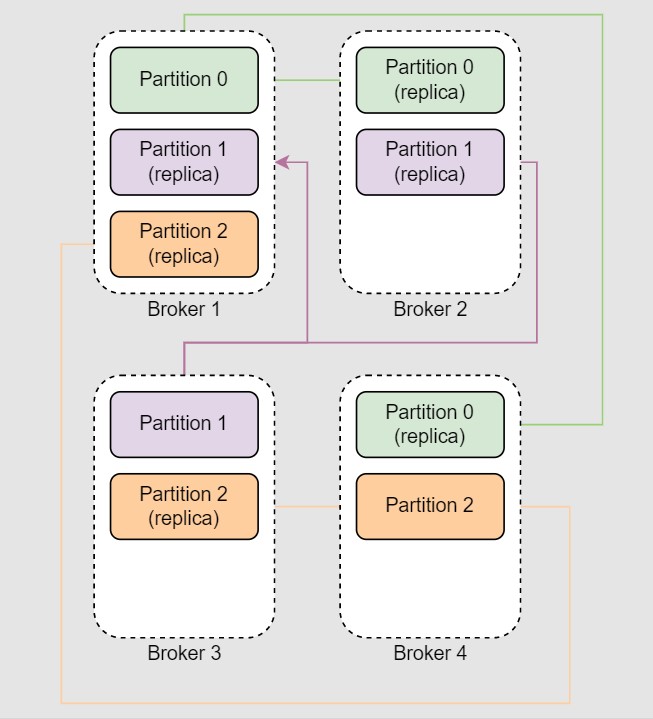 Partition 0
Partition 1
(replica)
Partition 2
(replica)
Broker 1
Partition 0
(replica)
Partition 1
(replica)
Broker 2
Partition 1
Partition 2
(replica)
Broker 3
Partition 0
(replica)
Partition 2
Broker 4